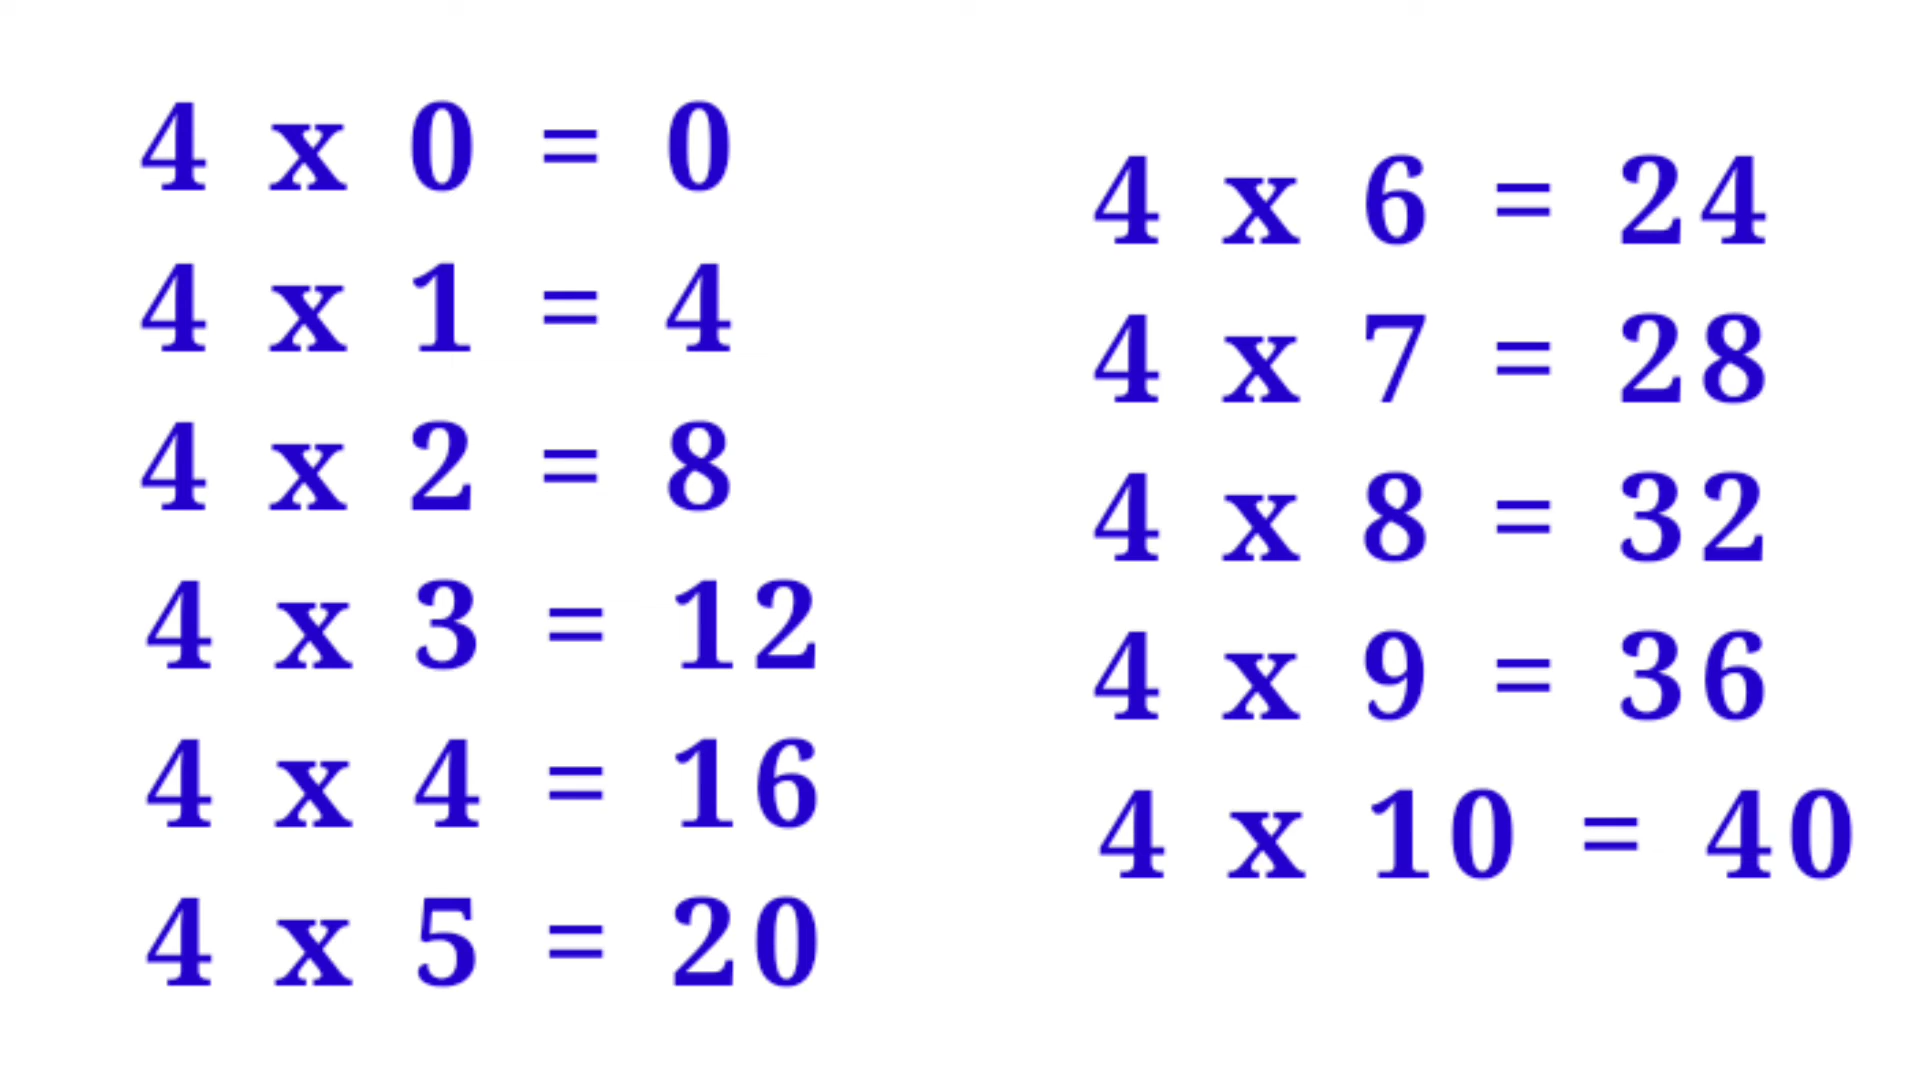 4 x 0 = 0
4 x 1 = 4
4 x 2 = 8
4 x 3 = 12
4 x 4 = 16
4 x 5 = 20
4 x 6 = 24
4 x 7 = 28
4 x 8 = 32
4 x 9 = 36
4 x 10 = 40